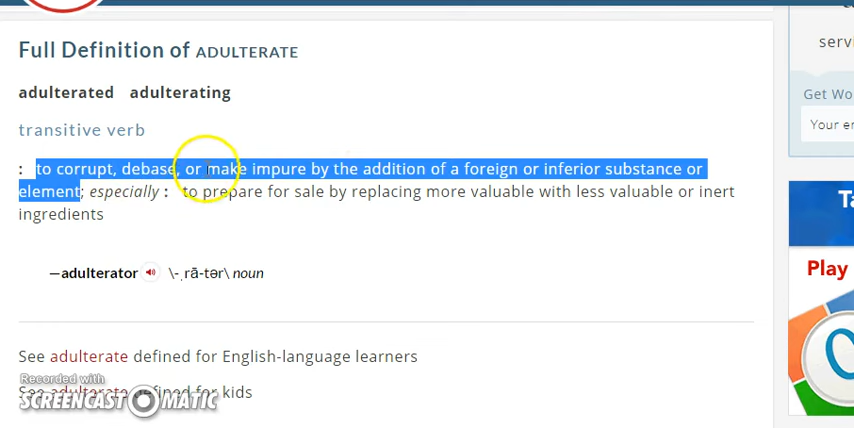 Full Definition of ADULTERATE
servi
adulterated adulterating
Get Wo
Your e
transitive verb
: to corrupt, debase, or make impure by the addition of a foreign or inferior substance or
element; especially : to prepare for sale by replacing more valuable with less valuable or inert
ingredients
Ta
Play
—adulterator \-ˌrā-tər\ noun
See adulterate defined for English-language learners
Recorded with
See adulterate defined for kids
SCREENCAST O MATIC